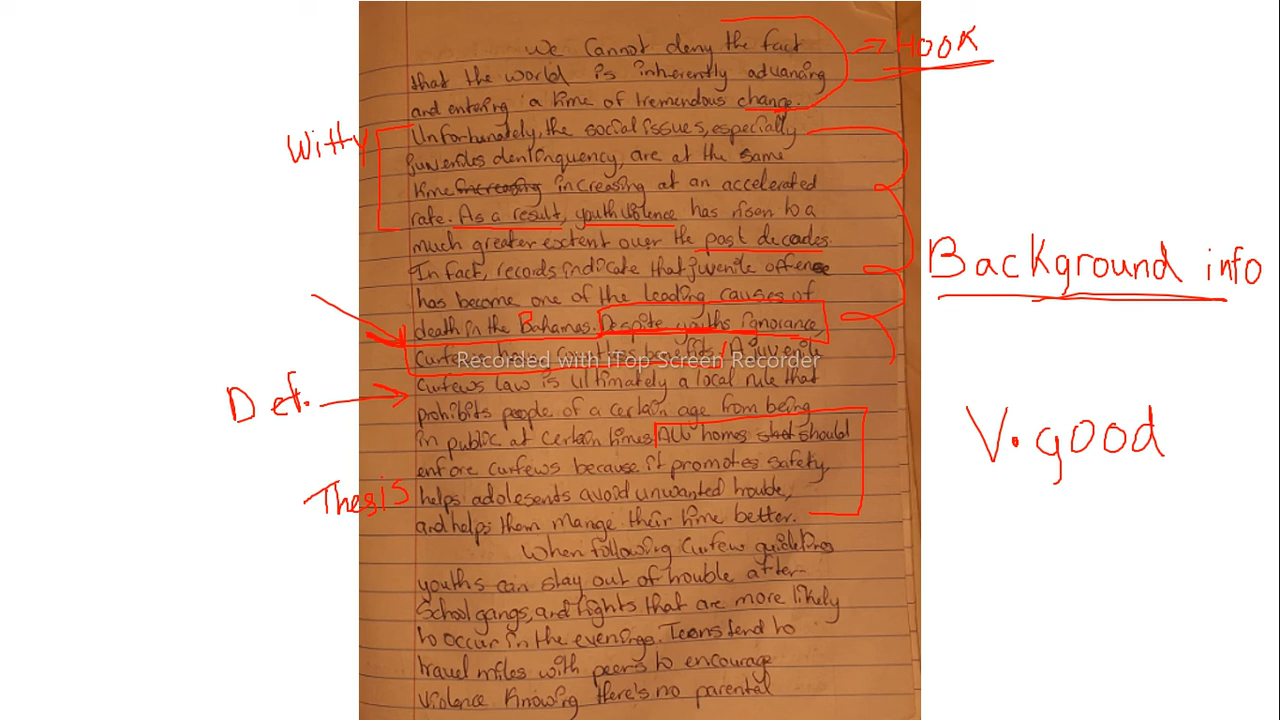 We cannot deny the fact
that the world is inherently advancing
and entering a time of tremendous change.
Unfortunately, the social issues, especially
juveniles denlinquency, are at the same
time increasing increasing at an accelerated
rate. As a result, youth violence has risen to a
much greater extent over the past decades.
In fact, records indicate that juvenile offense
has become one of the leading causes of
death in the Bahamas. Despite youths ignorance,
A juvenile
Recorded with iTop Screen Recorder
curfews law is ultimately a local rule that
prohibits people of a certain age from being
in public at certain times. All homes should
enfore curfews because it promotes safety,
helps adolesents avoid unwanted trouble,
and helps them mange their time better.
When following curfew
youths can stay out of trouble after-
school gangs, and fights that are more likely
to occur in the evenings. Teens tend to
travel miles with peers to encourage
violence knowing there's no parental
HOOK
Witty
Background info
Def.
V. good
Thesis